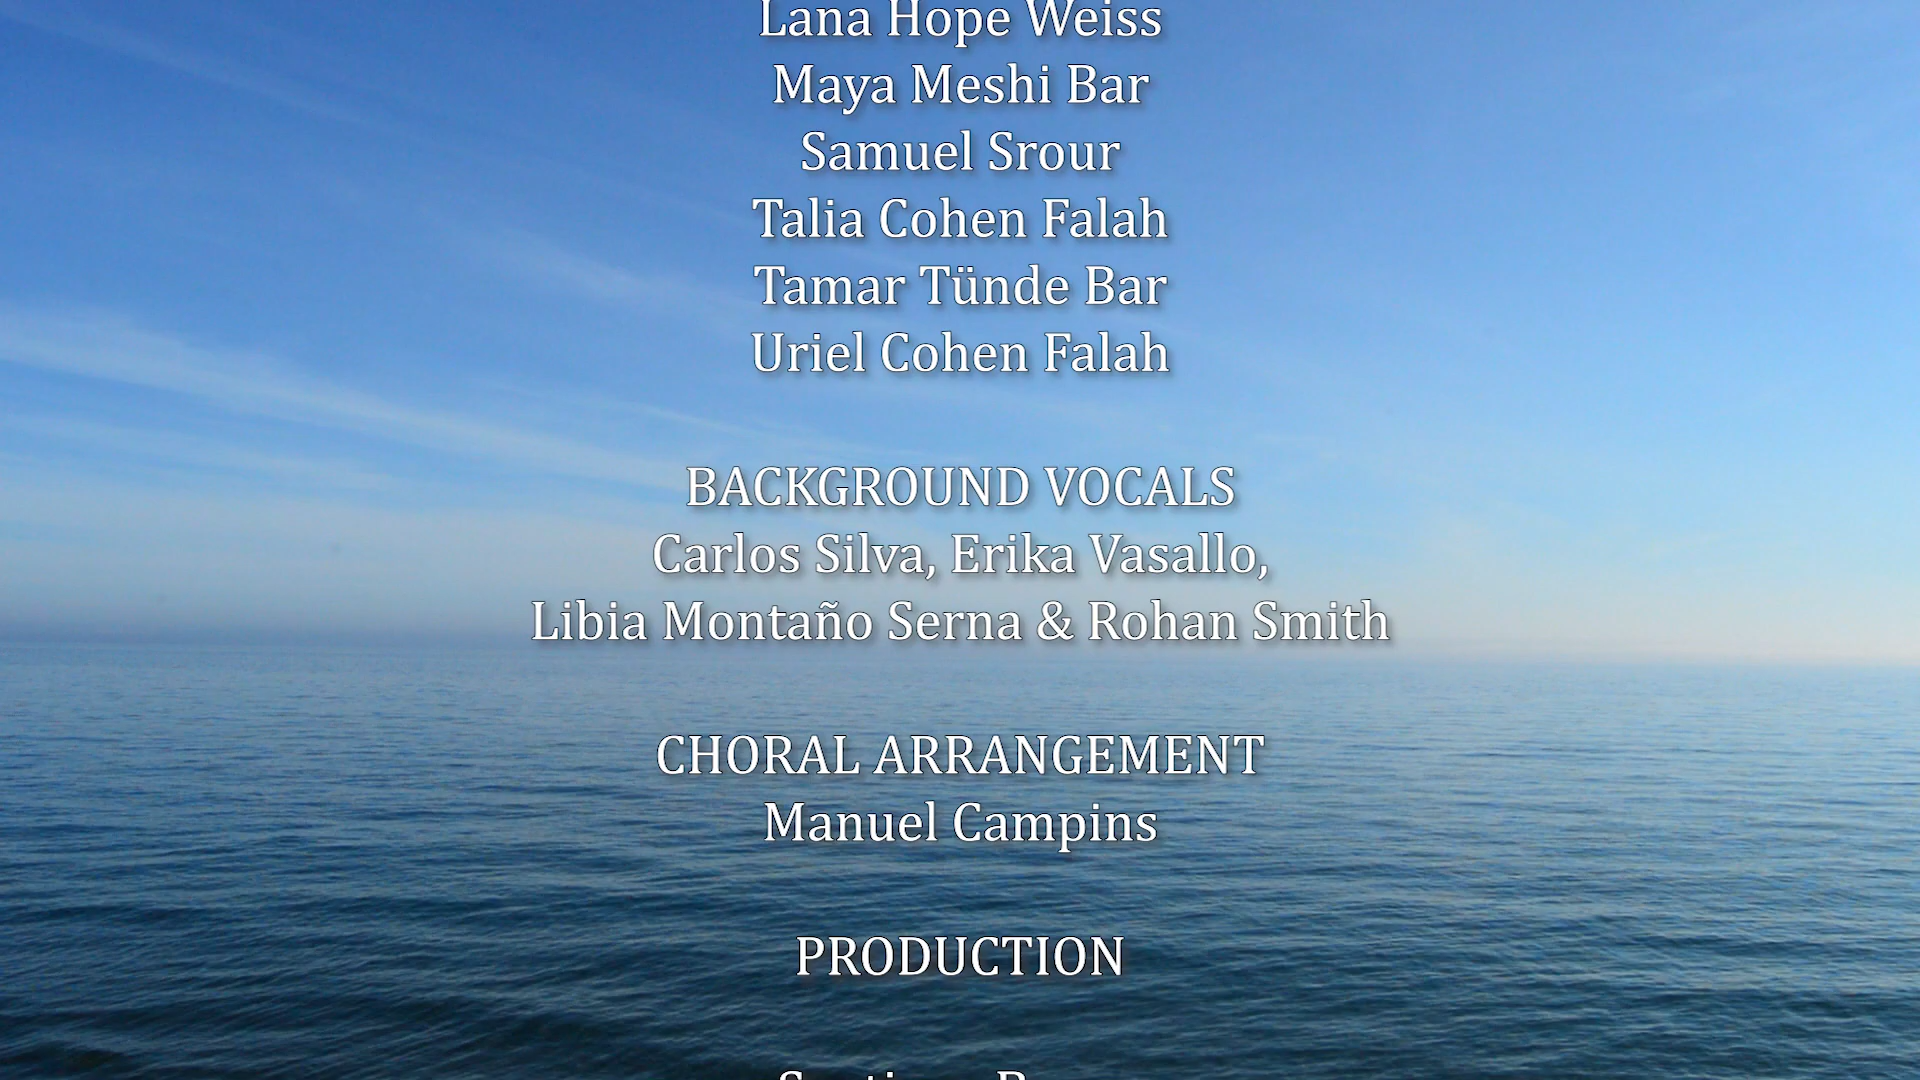 Lana Hope Weiss
Maya Meshi Bar
Samuel Srour
Talia Cohen Falah
Tamar Tünde Bar
Uriel Cohen Falah
BACKGROUND VOCALS
Carlos Silva, Erika Vasallo,
Libia Montaño Serna & Rohan Smith
CHORAL ARRANGEMENT
Manuel Campins
PRODUCTION